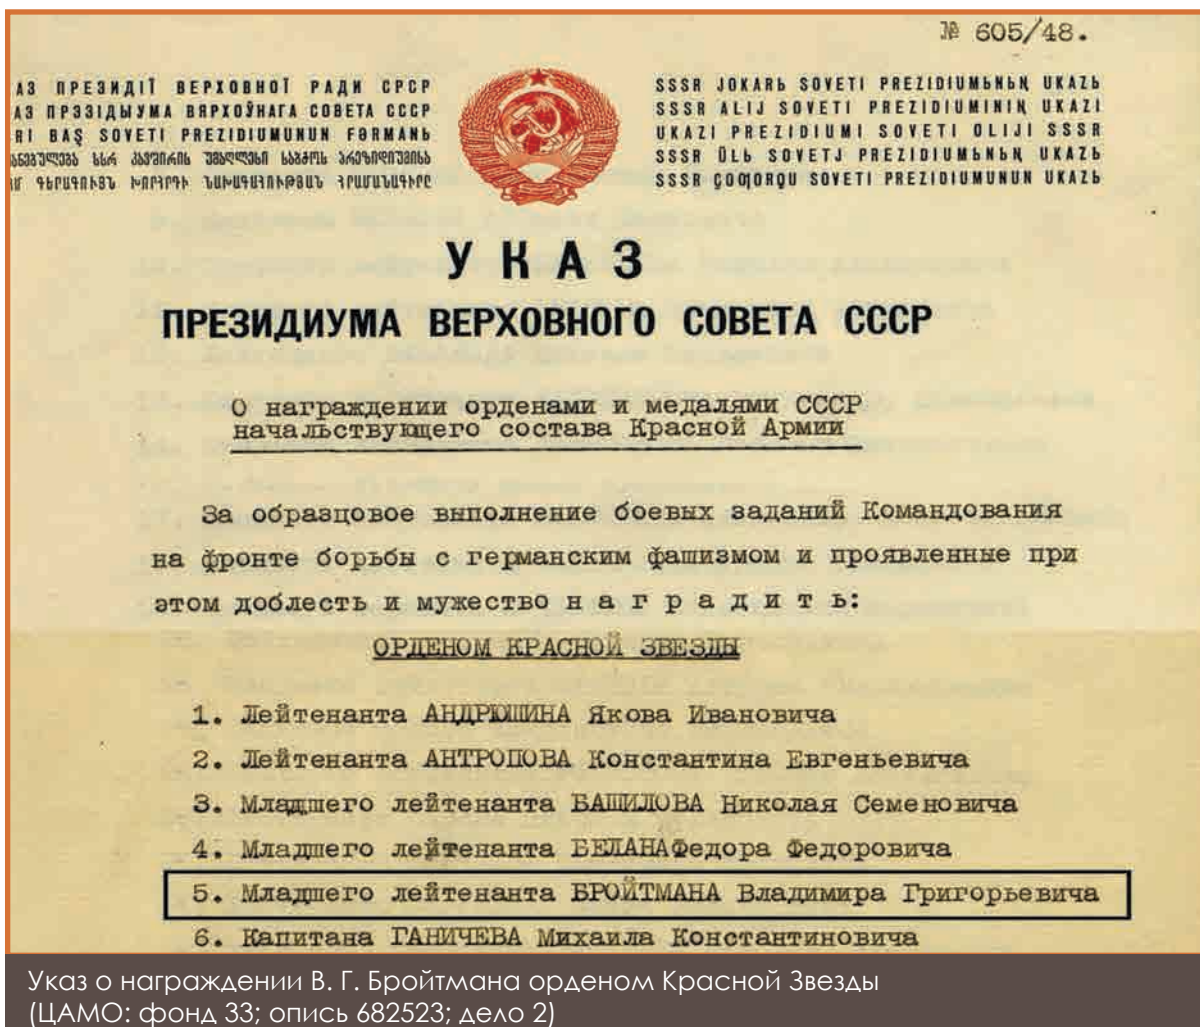 № 605/48.
АЗ ПРЕЗИДІЇ ВЕРХОВНОЇ РАДИ СРСР
АЗ ПРЭЗІДЫУМА ВЯРХОЎНАГА СОВЕТА СССР
RI BAŞ SOVETI PREZIDIUMUNUN FƏRMANЬ
SSSR JOKARЬ SOVETI PREZIDIUMЬNЬꞐ UKAZЬ
SSSR ALIJ SOVETI PREZIDIUMININ UKAZI
UKAZI PREZIDIUMI SOVETI OLIJI SSSR
SSSR ÜLЬ SOVETJ PREZIDIUMЬNЬꞐ UKAZЬ
SSSR ÇOƢORQU SOVETI PREZIDIUMUNUN UKAZЬ
УКАЗ
ПРЕЗИДИУМА ВЕРХОВНОГО СОВЕТА СССР
О награждении орденами и медалями СССР
начальствующего состава Красной Армии
За образцовое выполнение боевых заданий Командования
на фронте борьбы с германским фашизмом и проявленные при
этом доблесть и мужество н а г р а д и т ь:
ОРДЕНОМ КРАСНОЙ ЗВЕЗДЫ
1. Лейтенанта АНДРЮШИНА Якова Ивановича
2. Лейтенанта АНТРОПОВА Константина Евгеньевича
3. Младшего лейтенанта БАШИЛОВА Николая Семеновича
4. Младшего лейтенанта БЕЛАНАФедора Федоровича
5. Младшего лейтенанта БРОЙТМАНА Владимира Григорьевича
6. Капитана ГАНИЧЕВА Михаила Константиновича
Указ о награждении В. Г. Бройтмана орденом Красной Звезды
(ЦАМО: фонд 33; опись 682523; дело 2)